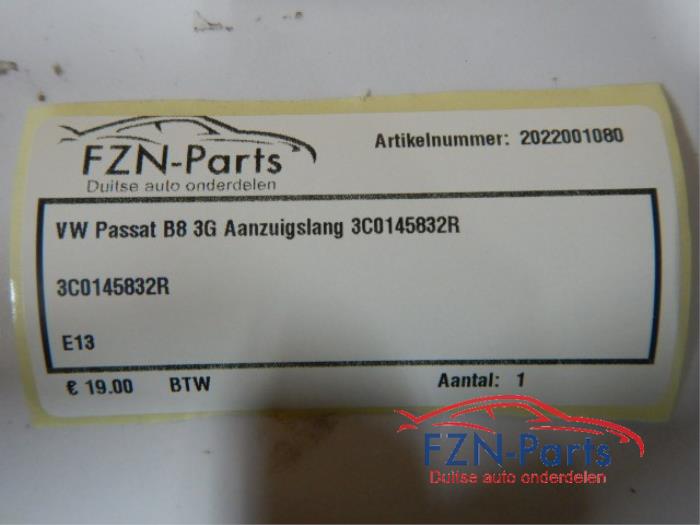 FZN-Parts
Duitse auto onderdelen
Artikelnummer: 2022001080
VW Passat B8 3G Aanzuigslang 3C0145832R
3C0145832R
E13
€ 19.00 BTW Aantal: 1
FZN-Parts
Duitse auto onderdelen